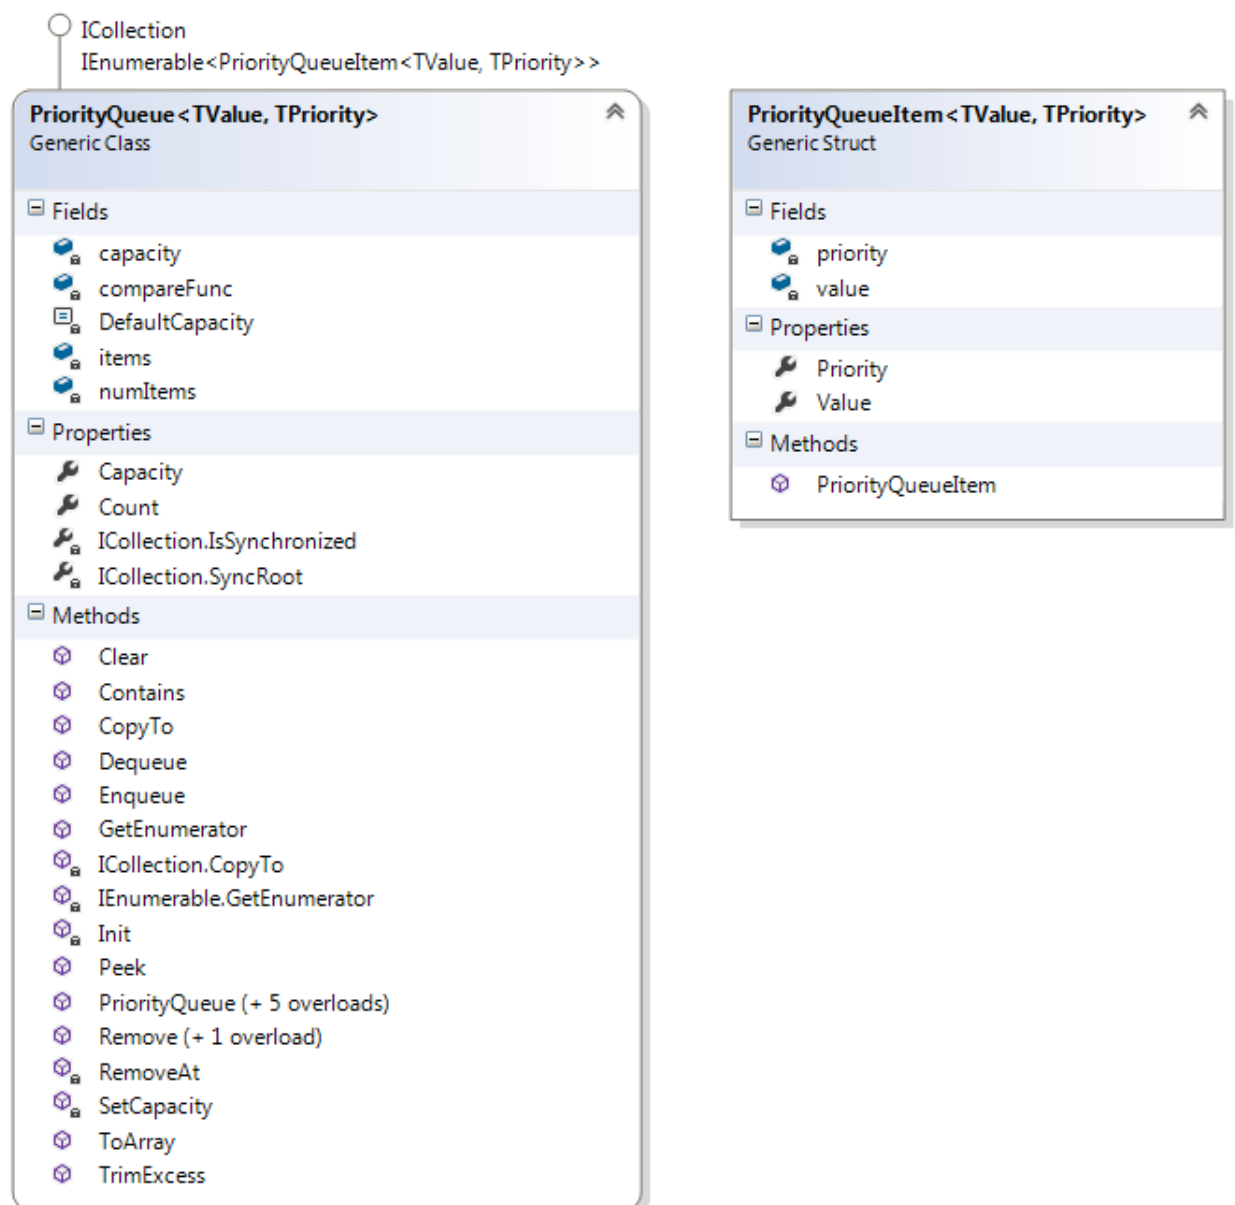 ICollection
IEnumerable<PriorityQueueItem<TValue, TPriority>>
PriorityQueue<TValue, TPriority>
Generic Class
Fields
capacity
compareFunc
DefaultCapacity
items
numItems
Properties
Capacity
Count
ICollection.IsSynchronized
ICollection.SyncRoot
Methods
Clear
Contains
CopyTo
Dequeue
Enqueue
GetEnumerator
ICollection.CopyTo
IEnumerable.GetEnumerator
Init
Peek
PriorityQueue (+ 5 overloads)
Remove (+ 1 overload)
RemoveAt
SetCapacity
ToArray
TrimExcess
PriorityQueueItem<TValue, TPriority>
Generic Struct
Fields
priority
value
Properties
Priority
Value
Methods
PriorityQueueItem